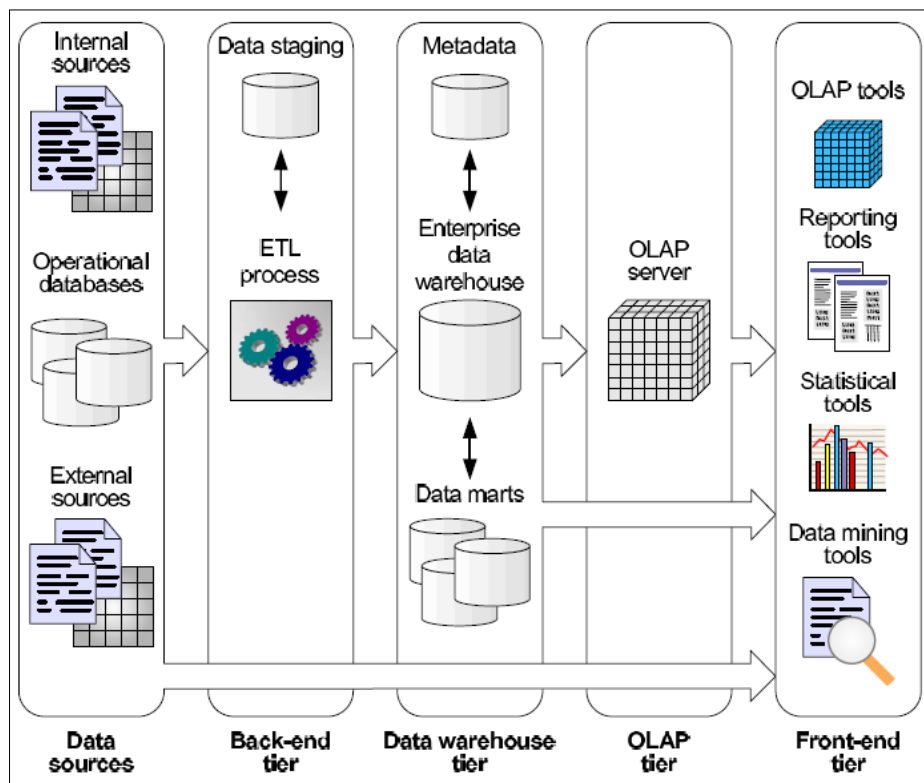 Internal
sources
Operational
databases
External
sources
Data
sources
Data staging
ETL
process
Back-end
tier
Metadata
Enterprise
data
warehouse
Data marts
Data warehouse
tier
OLAP
server
OLAP
tier
OLAP tools
Reporting
tools
Statistical
tools
Data mining
tools
Front-end
tier